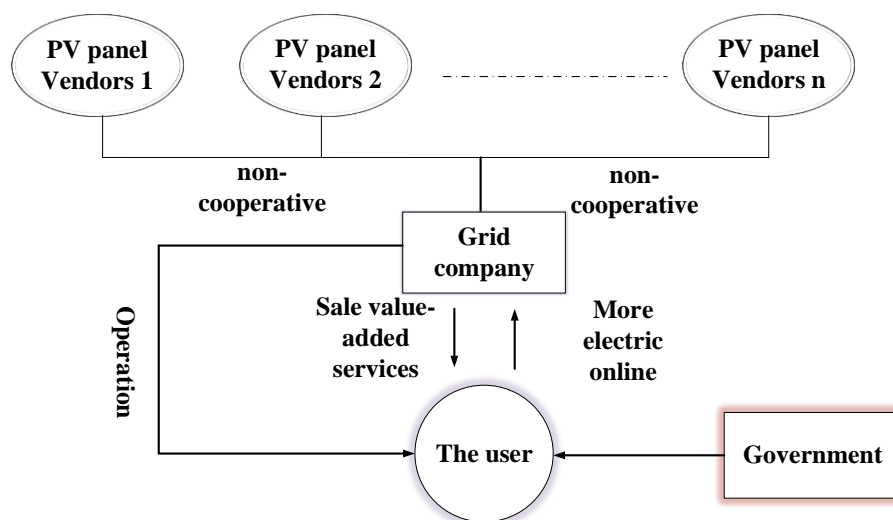 PV panel
Vendors 1
PV panel
Vendors 2
PV panel
Vendors n
non-
cooperative
non-
cooperative
Grid
company
Operation
Sale value-
added
services
More
electric
online
The user
Government